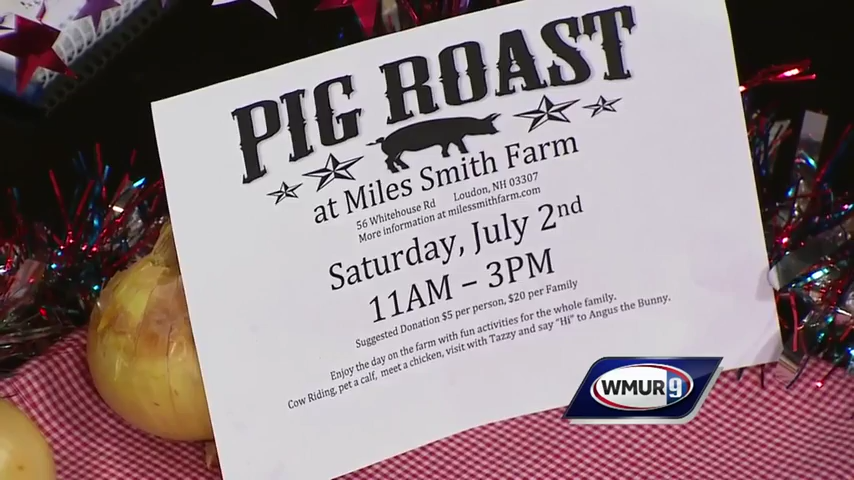 PIG ROAST
at Miles Smith Farm
56 Whitehouse Rd Loudon, NH 03307
More information at milessmithfarm.com
Saturday, July 2nd
11AM – 3PM
Suggested Donation $5 per person, $20 per Family
Enjoy the day on the farm with fun activities for the whole family.
Cow Riding, pet a calf, meet a chicken, visit with Tazzy and say "Hi" to Angus the Bunny.
WMUR 9